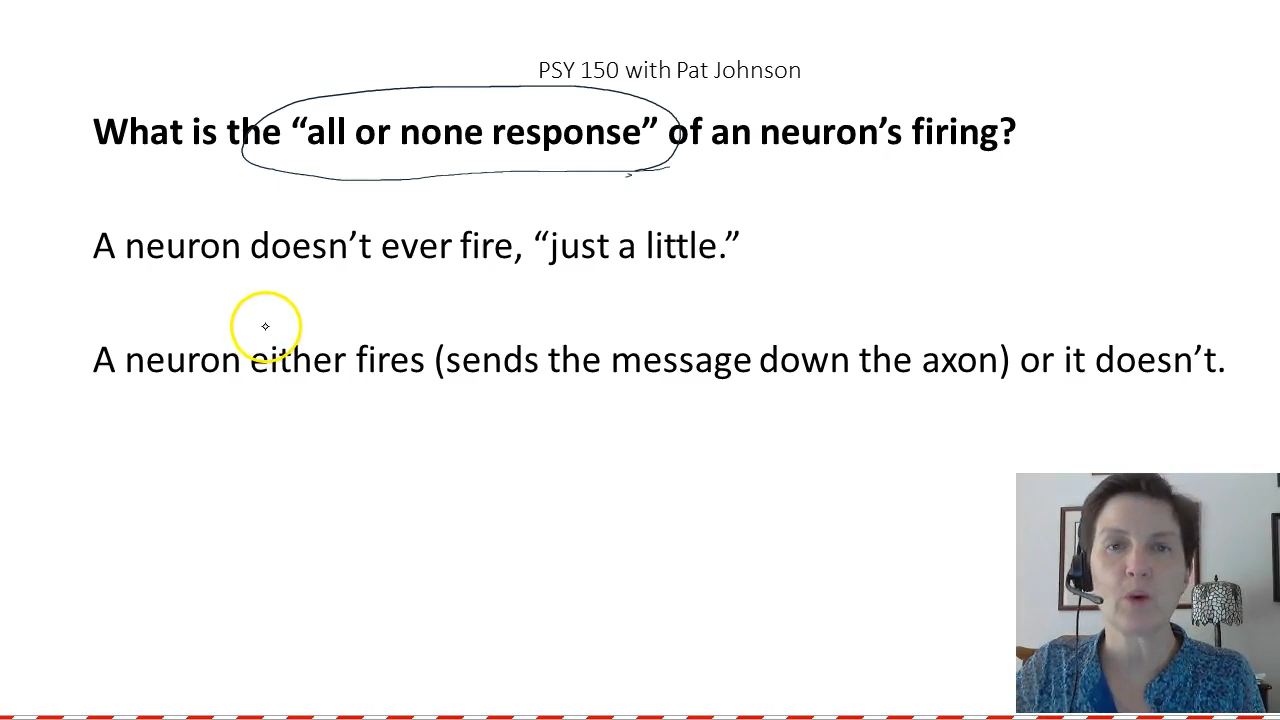 PSY 150 with Pat Johnson
What is the “all or none response” of an neuron’s firing?
A neuron doesn’t ever fire, “just a little.”
A neuron either fires (sends the message down the axon) or it doesn’t.